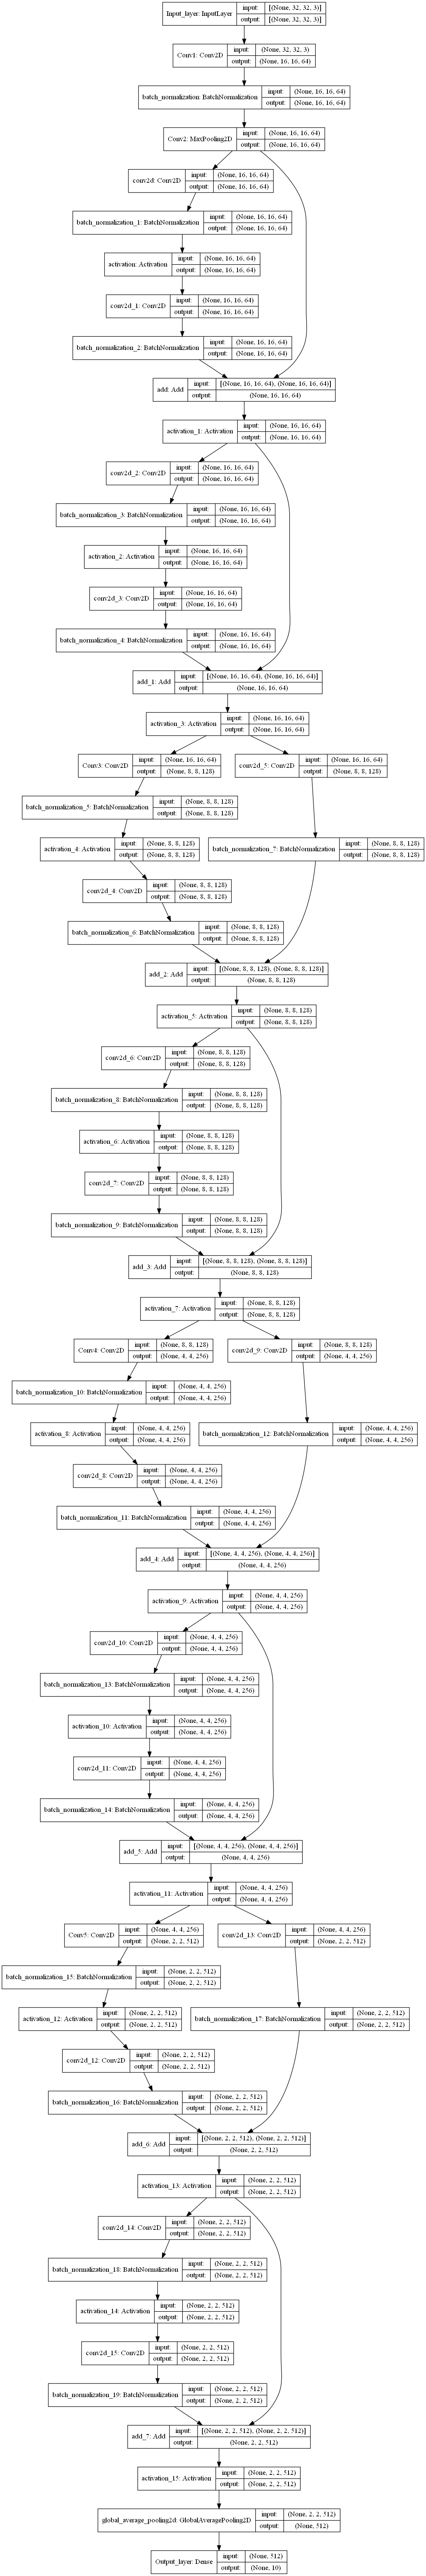 Input_layer: InputLayer input: [(None, 32, 32, 3)]
output: [(None, 32, 32, 3)]
Conv1: Conv2D input: (None, 32, 32, 3)
output: (None, 16, 16, 64)
batch_normalization: BatchNormalization input: (None, 16, 16, 64)
output: (None, 16, 16, 64)
Conv2: MaxPooling2D input: (None, 16, 16, 64)
output: (None, 16, 16, 64)
conv2d: Conv2D input: (None, 16, 16, 64)
output: (None, 16, 16, 64)
batch_normalization_1: BatchNormalization input: (None, 16, 16, 64)
output: (None, 16, 16, 64)
activation: Activation input: (None, 16, 16, 64)
output: (None, 16, 16, 64)
conv2d_1: Conv2D input: (None, 16, 16, 64)
output: (None, 16, 16, 64)
batch_normalization_2: BatchNormalization input: (None, 16, 16, 64)
output: (None, 16, 16, 64)
add: Add input: [(None, 16, 16, 64), (None, 16, 16, 64)]
output: (None, 16, 16, 64)
activation_1: Activation input: (None, 16, 16, 64)
output: (None, 16, 16, 64)
conv2d_2: Conv2D input: (None, 16, 16, 64)
output: (None, 16, 16, 64)
batch_normalization_3: BatchNormalization input: (None, 16, 16, 64)
output: (None, 16, 16, 64)
activation_2: Activation input: (None, 16, 16, 64)
output: (None, 16, 16, 64)
conv2d_3: Conv2D input: (None, 16, 16, 64)
output: (None, 16, 16, 64)
batch_normalization_4: BatchNormalization input: (None, 16, 16, 64)
output: (None, 16, 16, 64)
add_1: Add input: [(None, 16, 16, 64), (None, 16, 16, 64)]
output: (None, 16, 16, 64)
activation_3: Activation input: (None, 16, 16, 64)
output: (None, 16, 16, 64)
Conv3: Conv2D input: (None, 16, 16, 64)
output: (None, 8, 8, 128)
conv2d_5: Conv2D input: (None, 16, 16, 64)
output: (None, 8, 8, 128)
batch_normalization_5: BatchNormalization input: (None, 8, 8, 128)
output: (None, 8, 8, 128)
activation_4: Activation input: (None, 8, 8, 128)
output: (None, 8, 8, 128)
batch_normalization_7: BatchNormalization input: (None, 8, 8, 128)
output: (None, 8, 8, 128)
conv2d_4: Conv2D input: (None, 8, 8, 128)
output: (None, 8, 8, 128)
batch_normalization_6: BatchNormalization input: (None, 8, 8, 128)
output: (None, 8, 8, 128)
add_2: Add input: [(None, 8, 8, 128), (None, 8, 8, 128)]
output: (None, 8, 8, 128)
activation_5: Activation input: (None, 8, 8, 128)
output: (None, 8, 8, 128)
conv2d_6: Conv2D input: (None, 8, 8, 128)
output: (None, 8, 8, 128)
batch_normalization_8: BatchNormalization input: (None, 8, 8, 128)
output: (None, 8, 8, 128)
activation_6: Activation input: (None, 8, 8, 128)
output: (None, 8, 8, 128)
conv2d_7: Conv2D input: (None, 8, 8, 128)
output: (None, 8, 8, 128)
batch_normalization_9: BatchNormalization input: (None, 8, 8, 128)
output: (None, 8, 8, 128)
add_3: Add input: [(None, 8, 8, 128), (None, 8, 8, 128)]
output: (None, 8, 8, 128)
activation_7: Activation input: (None, 8, 8, 128)
output: (None, 8, 8, 128)
Conv4: Conv2D input: (None, 8, 8, 128)
output: (None, 4, 4, 256)
conv2d_9: Conv2D input: (None, 8, 8, 128)
output: (None, 4, 4, 256)
batch_normalization_10: BatchNormalization input: (None, 4, 4, 256)
output: (None, 4, 4, 256)
activation_8: Activation input: (None, 4, 4, 256)
output: (None, 4, 4, 256)
batch_normalization_12: BatchNormalization input: (None, 4, 4, 256)
output: (None, 4, 4, 256)
conv2d_8: Conv2D input: (None, 4, 4, 256)
output: (None, 4, 4, 256)
batch_normalization_11: BatchNormalization input: (None, 4, 4, 256)
output: (None, 4, 4, 256)
add_4: Add input: [(None, 4, 4, 256), (None, 4, 4, 256)]
output: (None, 4, 4, 256)
activation_9: Activation input: (None, 4, 4, 256)
output: (None, 4, 4, 256)
conv2d_10: Conv2D input: (None, 4, 4, 256)
output: (None, 4, 4, 256)
batch_normalization_13: BatchNormalization input: (None, 4, 4, 256)
output: (None, 4, 4, 256)
activation_10: Activation input: (None, 4, 4, 256)
output: (None, 4, 4, 256)
conv2d_11: Conv2D input: (None, 4, 4, 256)
output: (None, 4, 4, 256)
batch_normalization_14: BatchNormalization input: (None, 4, 4, 256)
output: (None, 4, 4, 256)
add_5: Add input: [(None, 4, 4, 256), (None, 4, 4, 256)]
output: (None, 4, 4, 256)
activation_11: Activation input: (None, 4, 4, 256)
output: (None, 4, 4, 256)
Conv5: Conv2D input: (None, 4, 4, 256)
output: (None, 2, 2, 512)
conv2d_13: Conv2D input: (None, 4, 4, 256)
output: (None, 2, 2, 512)
batch_normalization_15: BatchNormalization input: (None, 2, 2, 512)
output: (None, 2, 2, 512)
activation_12: Activation input: (None, 2, 2, 512)
output: (None, 2, 2, 512)
batch_normalization_17: BatchNormalization input: (None, 2, 2, 512)
output: (None, 2, 2, 512)
conv2d_12: Conv2D input: (None, 2, 2, 512)
output: (None, 2, 2, 512)
batch_normalization_16: BatchNormalization input: (None, 2, 2, 512)
output: (None, 2, 2, 512)
add_6: Add input: [(None, 2, 2, 512), (None, 2, 2, 512)]
output: (None, 2, 2, 512)
activation_13: Activation input: (None, 2, 2, 512)
output: (None, 2, 2, 512)
conv2d_14: Conv2D input: (None, 2, 2, 512)
output: (None, 2, 2, 512)
batch_normalization_18: BatchNormalization input: (None, 2, 2, 512)
output: (None, 2, 2, 512)
activation_14: Activation input: (None, 2, 2, 512)
output: (None, 2, 2, 512)
conv2d_15: Conv2D input: (None, 2, 2, 512)
output: (None, 2, 2, 512)
batch_normalization_19: BatchNormalization input: (None, 2, 2, 512)
output: (None, 2, 2, 512)
add_7: Add input: [(None, 2, 2, 512), (None, 2, 2, 512)]
output: (None, 2, 2, 512)
activation_15: Activation input: (None, 2, 2, 512)
output: (None, 2, 2, 512)
global_average_pooling2d: GlobalAveragePooling2D input: (None, 2, 2, 512)
output: (None, 512)
Output_layer: Dense input: (None, 512)
output: (None, 10)